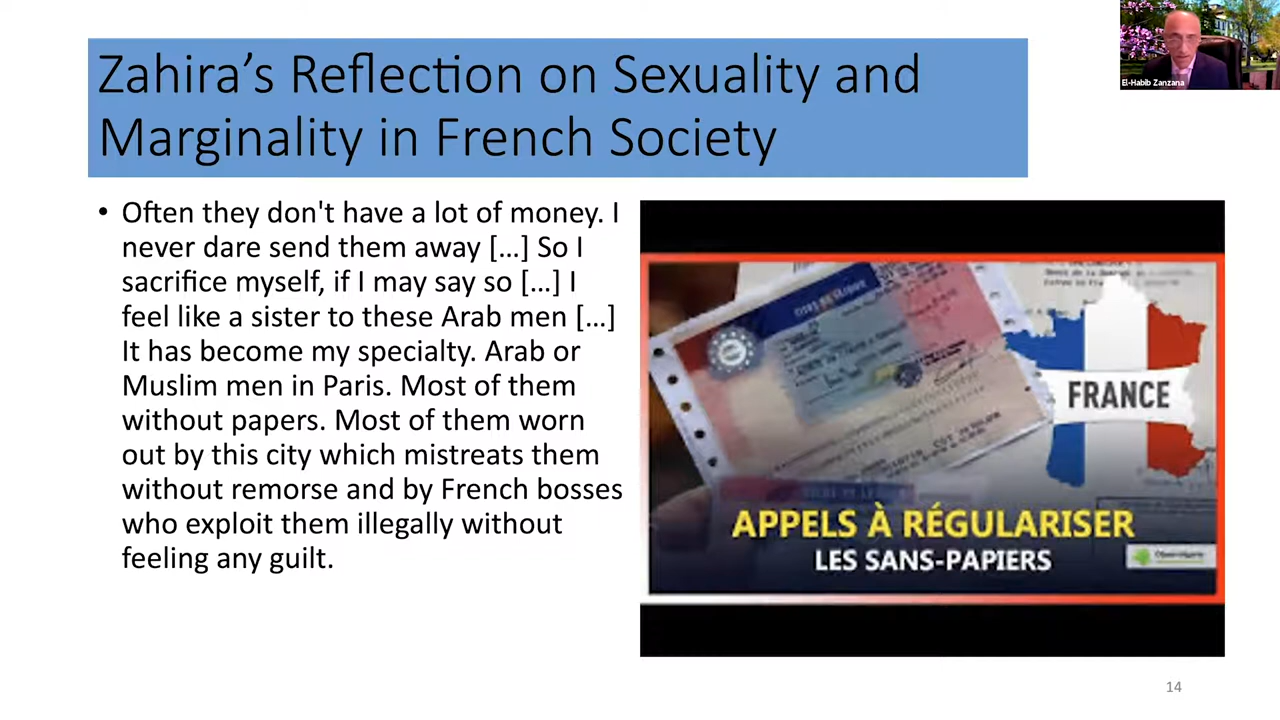 Zahira’s Reflection on Sexuality and
Marginality in French Society
El-Habib Zanzana
• Often they don't have a lot of money. I
never dare send them away […] So I
sacrifice myself, if I may say so […] I
feel like a sister to these Arab men […]
It has become my specialty. Arab or
Muslim men in Paris. Most of them
without papers. Most of them worn
out by this city which mistreats them
without remorse and by French bosses
who exploit them illegally without
feeling any guilt.
FRANCE
APPELS À RÉGULARISER
LES SANS-PAPIERS
14